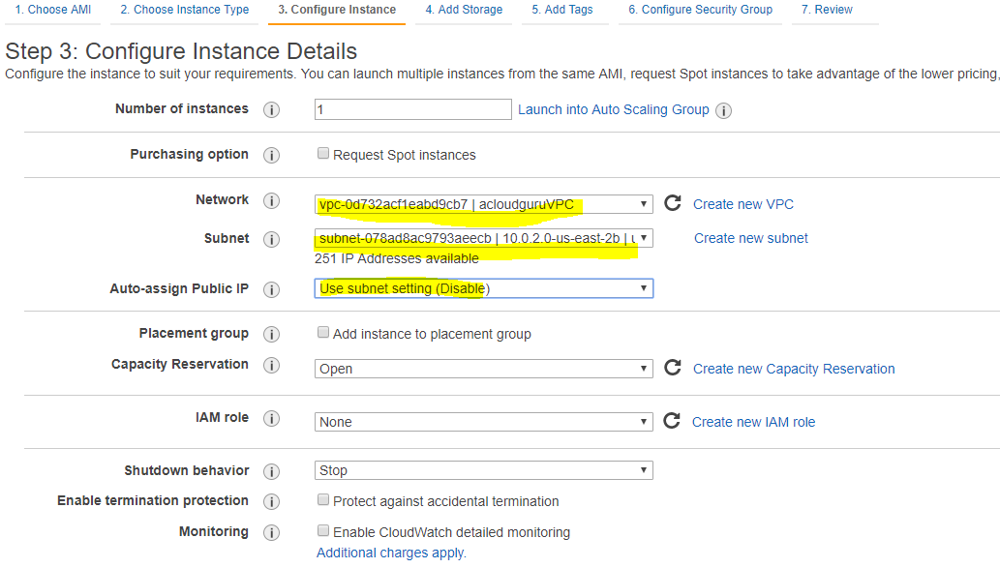 1. Choose AMI 2. Choose Instance Type 3. Configure Instance 4. Add Storage 5. Add Tags 6. Configure Security Group 7. Review
Step 3: Configure Instance Details
Configure the instance to suit your requirements. You can launch multiple instances from the same AMI, request Spot instances to take advantage of the lower pricing,
Number of instances i 1 Launch into Auto Scaling Group i
Purchasing option i Request Spot instances
Network i vpc-0d732acf1eabd9cb7 | acloudguruVPC Create new VPC
Subnet i subnet-078ad8ac9793aeecb | 10.0.2.0-us-east-2b | Create new subnet
251 IP Addresses available
Auto-assign Public IP i Use subnet setting (Disable)
Placement group i Add instance to placement group
Capacity Reservation i Open Create new Capacity Reservation
IAM role i None Create new IAM role
Shutdown behavior i Stop
Enable termination protection i Protect against accidental termination
Monitoring i Enable CloudWatch detailed monitoring
Additional charges apply.